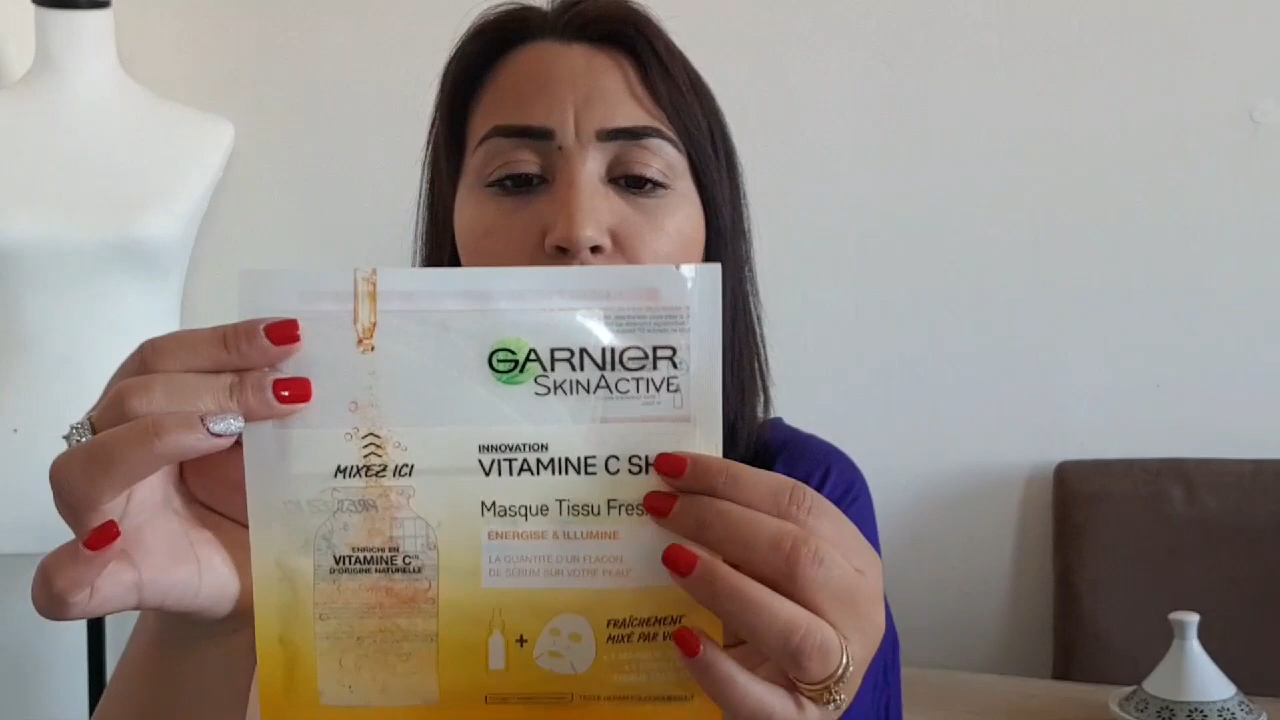 GARNIER
SKINACTIVE
INNOVATION
VITAMINE C SH
Masque Tissu Fres
ÉNERGISE & ILLUMINE
LA QUANTITÉ D'UN FLACON
DE SÉRUM SUR VOTRE PEAU
MIXEZ ICI
ENRICHI EN
VITAMINE CG
D'ORIGINE NATURELLE
+
FRAÎCHEMENT
MIXÉ PAR VO